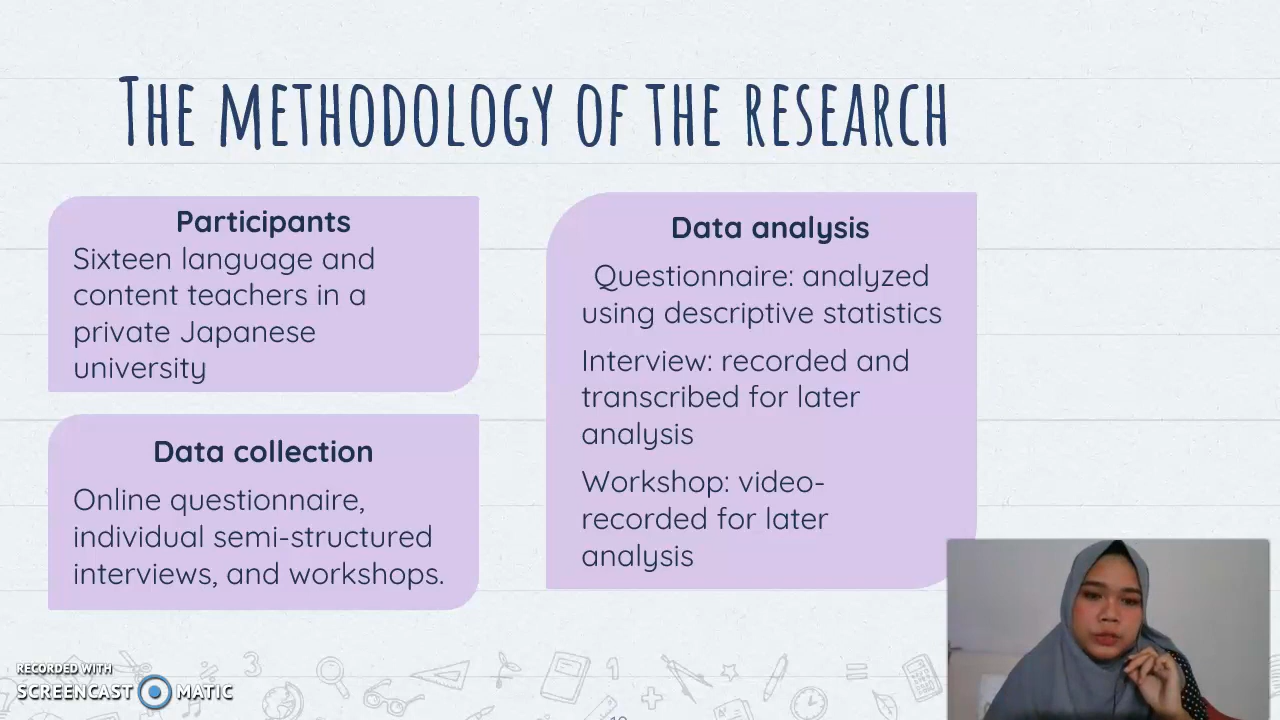 The methodology of the research
Participants
Sixteen language and
content teachers in a
private Japanese
university
Data collection
Online questionnaire,
individual semi-structured
interviews, and workshops.
Data analysis
Questionnaire: analyzed
using descriptive statistics
Interview: recorded and
transcribed for later
analysis
Workshop: video-
recorded for later
analysis
RECORDED WITH
SCREENCAST MATIC